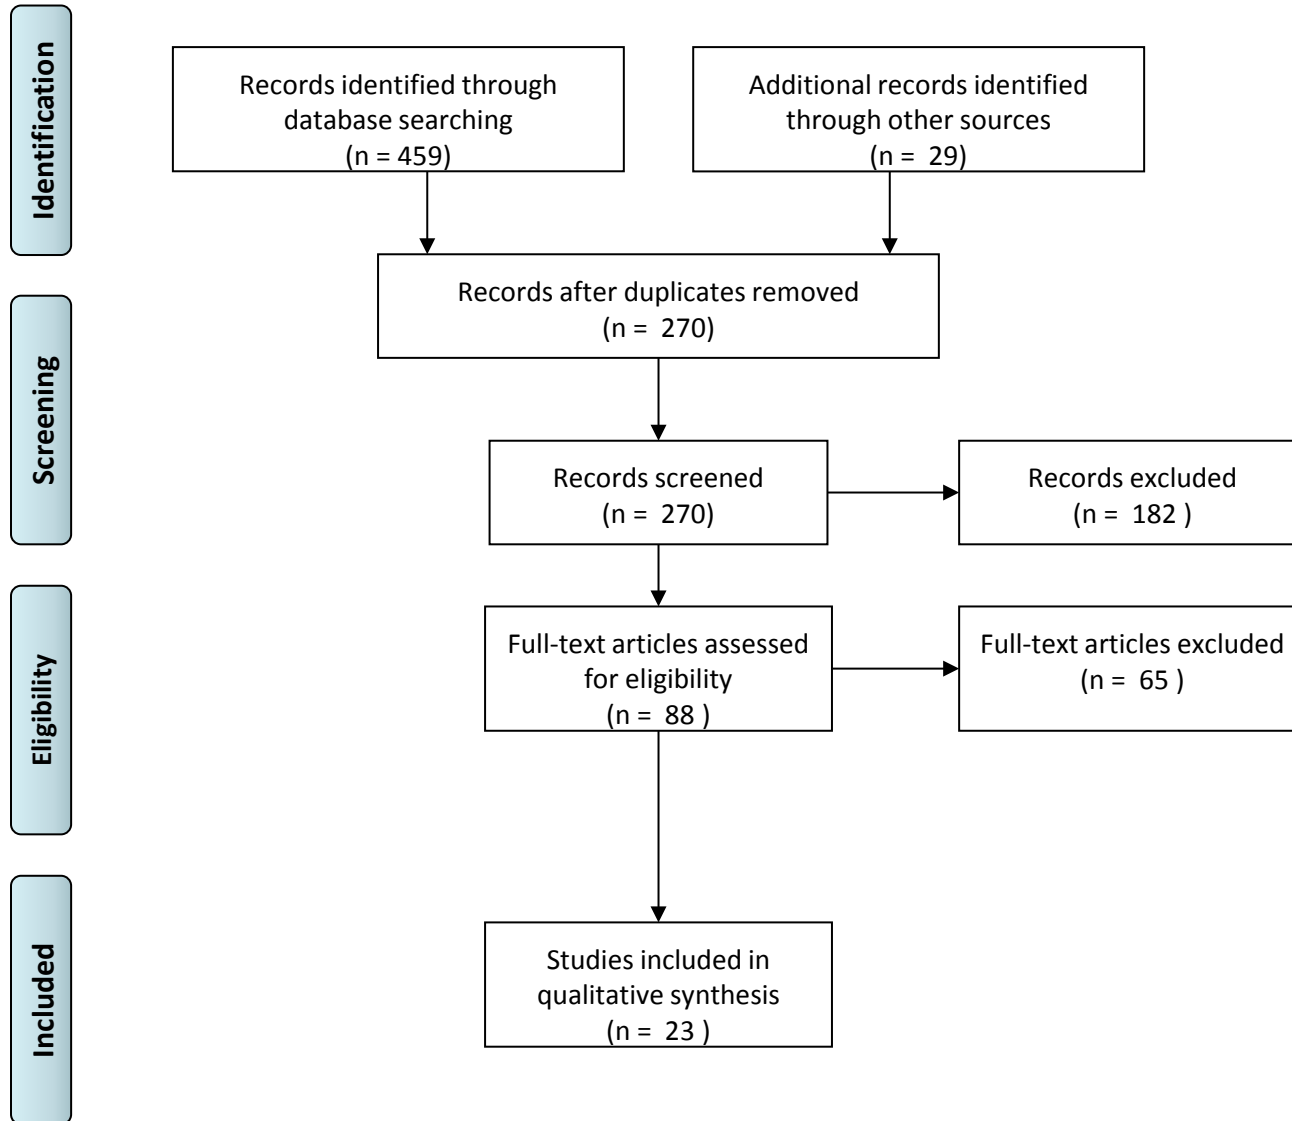 Identification
Records identified through
database searching
(n = 459)
Additional records identified
through other sources
(n =  29)
Records after duplicates removed
(n =  270)
Screening
Records screened
(n =  270)
Records excluded
(n =  182 )
Eligibility
Full-text articles assessed
for eligibility
(n =  88 )
Full-text articles excluded
(n =  65 )
Included
Studies included in
qualitative synthesis
(n =  23 )